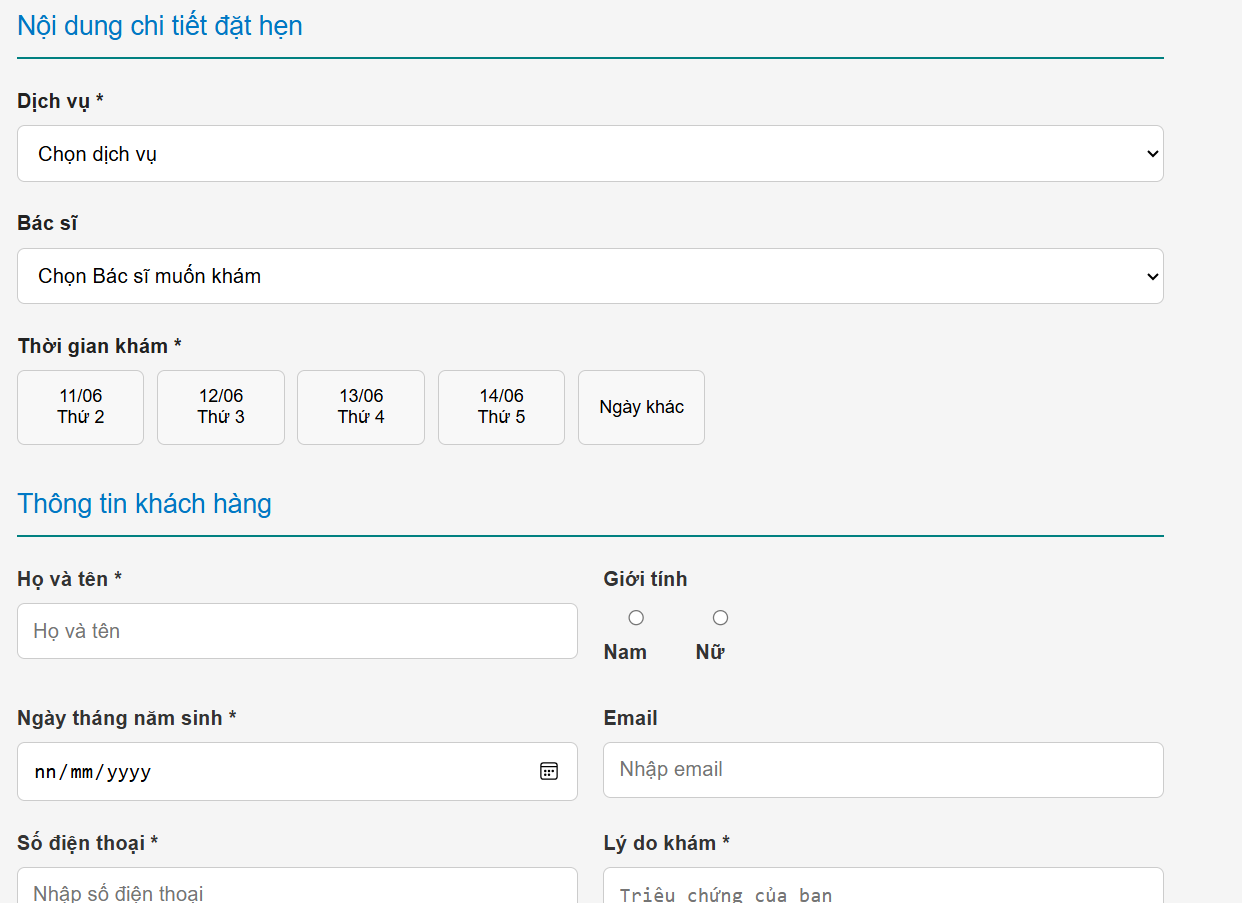 Nội dung chi tiết đặt hẹn
Dịch vụ *
Chọn dịch vụ
Bác sĩ
Chọn Bác sĩ muốn khám
Thời gian khám *
11/06
Thứ 2
12/06
Thứ 3
13/06
Thứ 4
14/06
Thứ 5
Ngày khác
Thông tin khách hàng
Họ và tên *
Họ và tên
Giới tính
Nam
Nữ
Ngày tháng năm sinh *
nn/mm/yyyy
Email
Nhập email
Số điện thoại *
Nhập số điện thoại
Lý do khám *
Triệu chứng của bạn